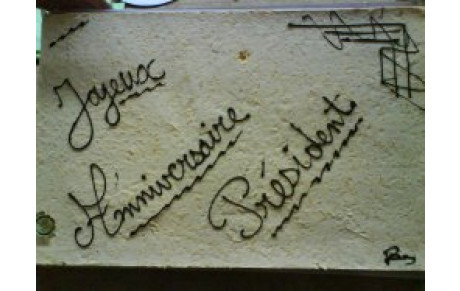 Joyeux
Anniversaire
Président